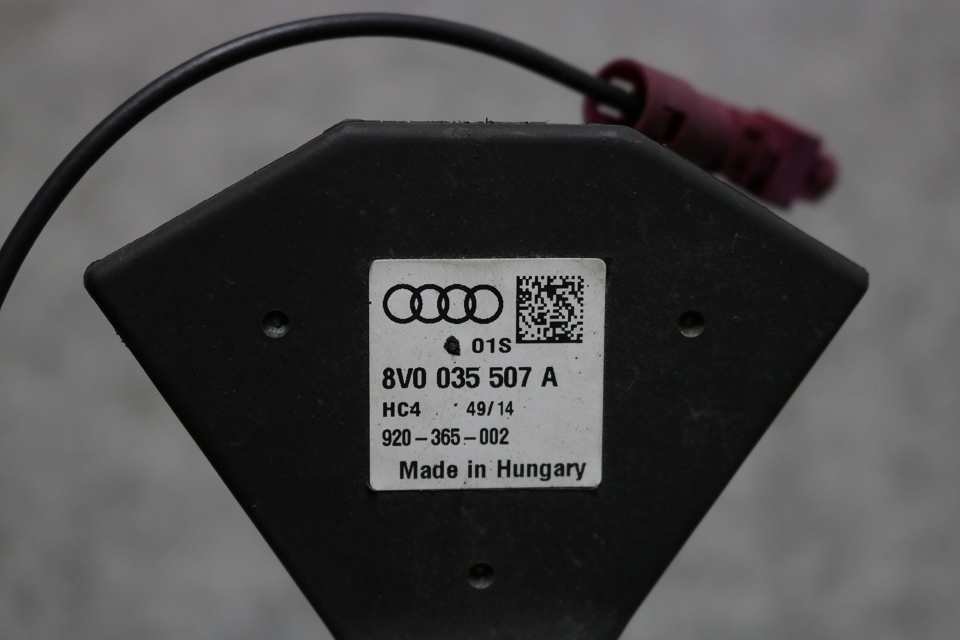 01S
8V0 035 507 A
HC4 49/14
920-365-002
Made in Hungary